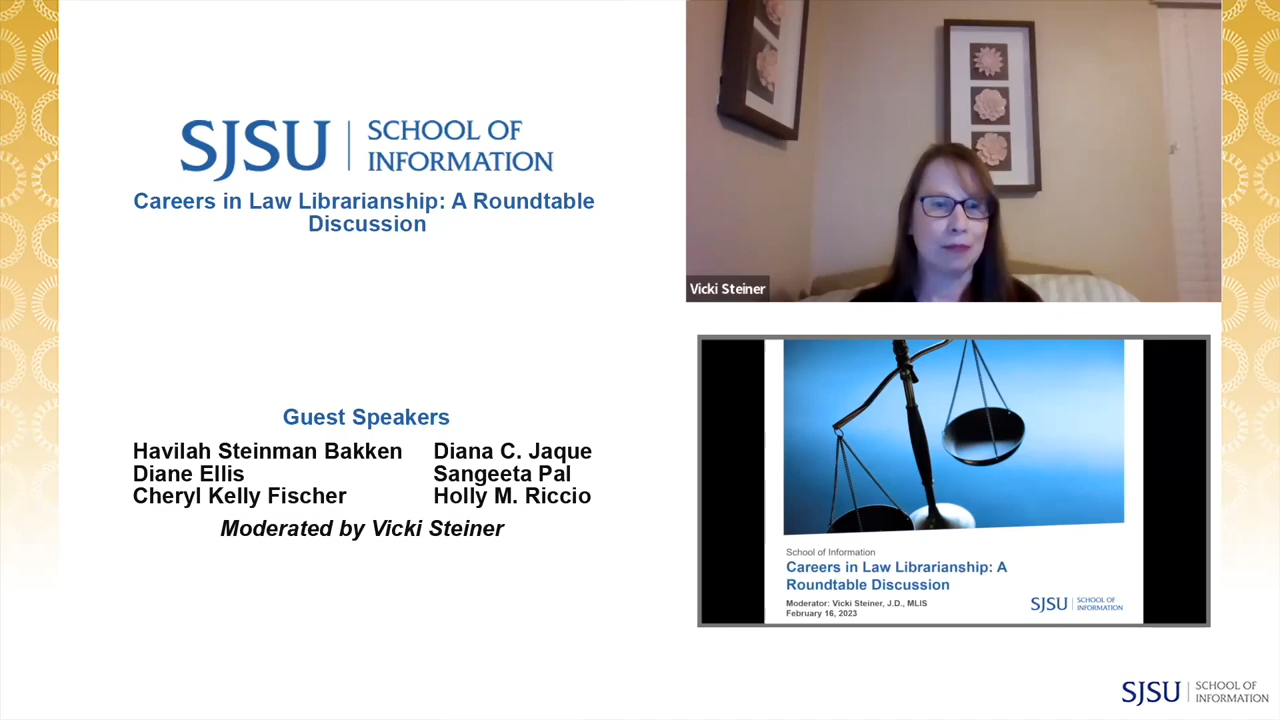 SJSU
SCHOOL OF
INFORMATION
Careers in Law Librarianship: A Roundtable
Discussion
Guest Speakers
Havilah Steinman Bakken
Diane Ellis
Cheryl Kelly Fischer
Diana C. Jaque
Sangeeta Pal
Holly M. Riccio
Moderated by Vicki Steiner
Vicki Steiner
School of Information
Careers in Law Librarianship: A
Roundtable Discussion
Moderator: Vicki Steiner, J.D., MLIS
February 16, 2023
SJSU
SCHOOL OF
INFORMATION
SJSU
SCHOOL OF
INFORMATION